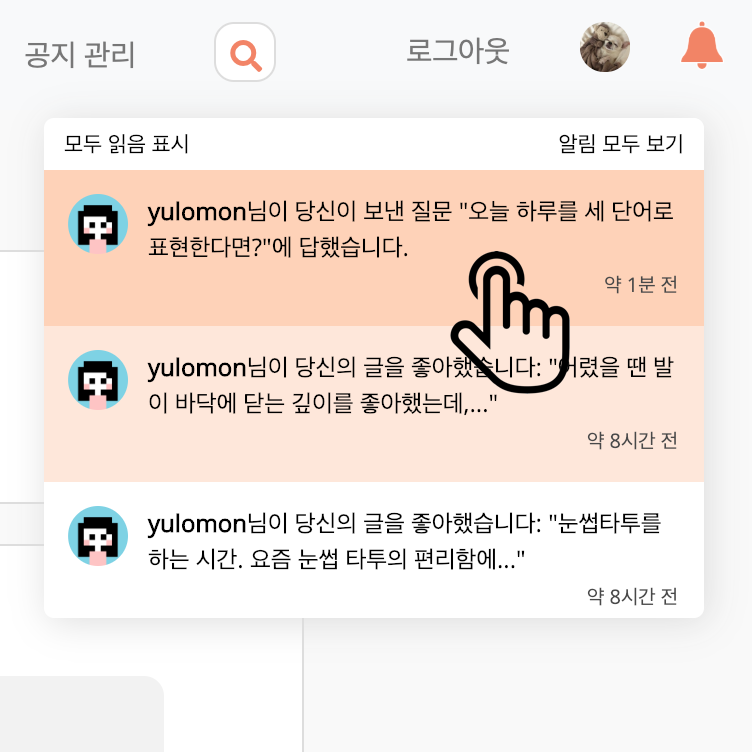 공지 관리
로그아웃
모두 읽음 표시
알림 모두 보기
yulomon님이 당신이 보낸 질문 "오늘 하루를 세 단어로
표현한다면?"에 답했습니다.
약 1분 전
yulomon님이 당신의 글을 좋아했습니다: "어렸을 땐 발
이 바닥에 닫는 깊이를 좋아했는데,..."
약 8시간 전
yulomon님이 당신의 글을 좋아했습니다: "눈썹타투를
하는 시간. 요즘 눈썹 타투의 편리함에..."
약 8시간 전